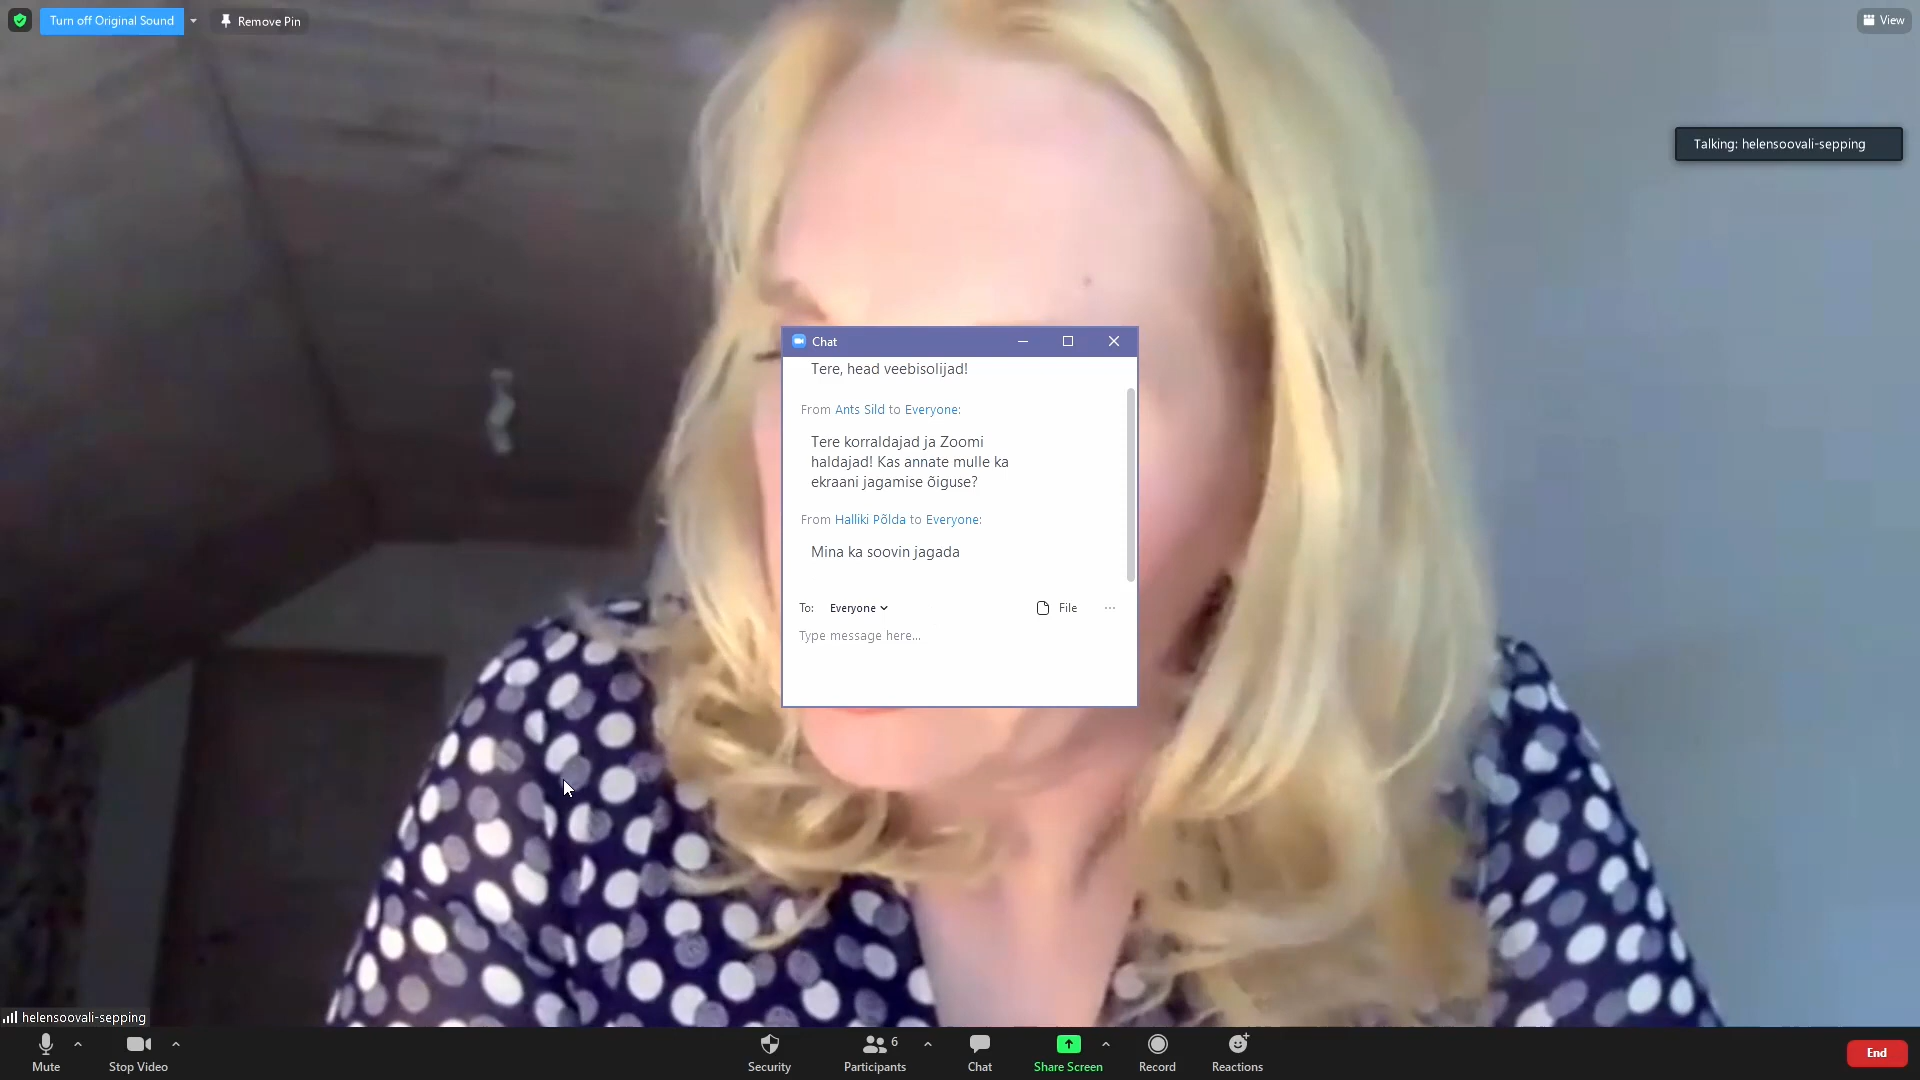 Turn off Original Sound
Remove Pin
View
Talking: helensoovali-sepping
Chat
Tere, head veebisolijad!
From Ants Sild to Everyone:
Tere korraldajad ja Zoomi
haldajad! Kas annate mulle ka
ekraani jagamise õiguse?
From Halliki Põlda to Everyone:
Mina ka soovin jagada
To: Everyone
File
Type message here...
helensoovali-sepping
Mute
Stop Video
Security
Participants
6
Chat
Share Screen
Record
Reactions
End